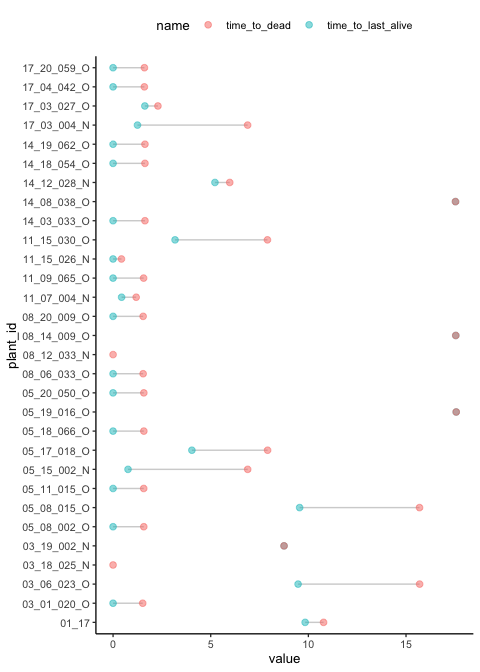 name time_to_dead time_to_last_alive
17_20_059_O
17_04_042_O
17_03_027_O
17_03_004_N
14_19_062_O
14_18_054_O
14_12_028_N
14_08_038_O
14_03_033_O
11_15_030_O
11_15_026_N
11_09_065_O
11_07_004_N
08_20_009_O
08_14_009_O
08_12_033_N
08_06_033_O
05_20_050_O
05_19_016_O
05_18_066_O
05_17_018_O
05_15_002_N
05_11_015_O
05_08_015_O
05_08_002_O
03_19_002_N
03_18_025_N
03_06_023_O
03_01_020_O
01_17
plant_id
0 5 10 15
value